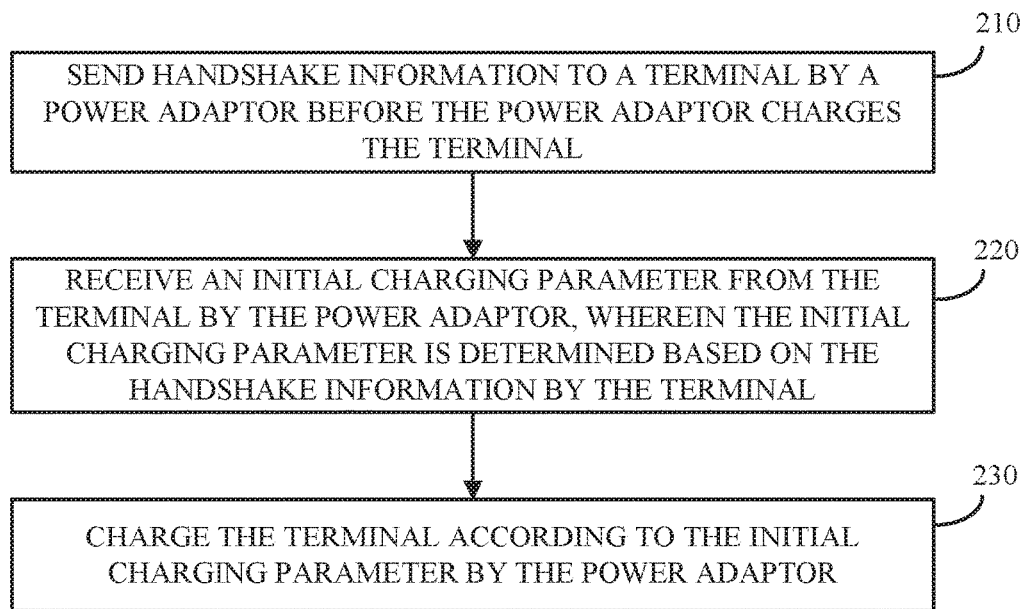 210
SEND HANDSHAKE INFORMATION TO A TERMINAL BY A
POWER ADAPTOR BEFORE THE POWER ADAPTOR CHARGES
THE TERMINAL
220
RECEIVE AN INITIAL CHARGING PARAMETER FROM THE
TERMINAL BY THE POWER ADAPTOR, WHEREIN THE INITIAL
CHARGING PARAMETER IS DETERMINED BASED ON THE
HANDSHAKE INFORMATION BY THE TERMINAL
230
CHARGE THE TERMINAL ACCORDING TO THE INITIAL
CHARGING PARAMETER BY THE POWER ADAPTOR